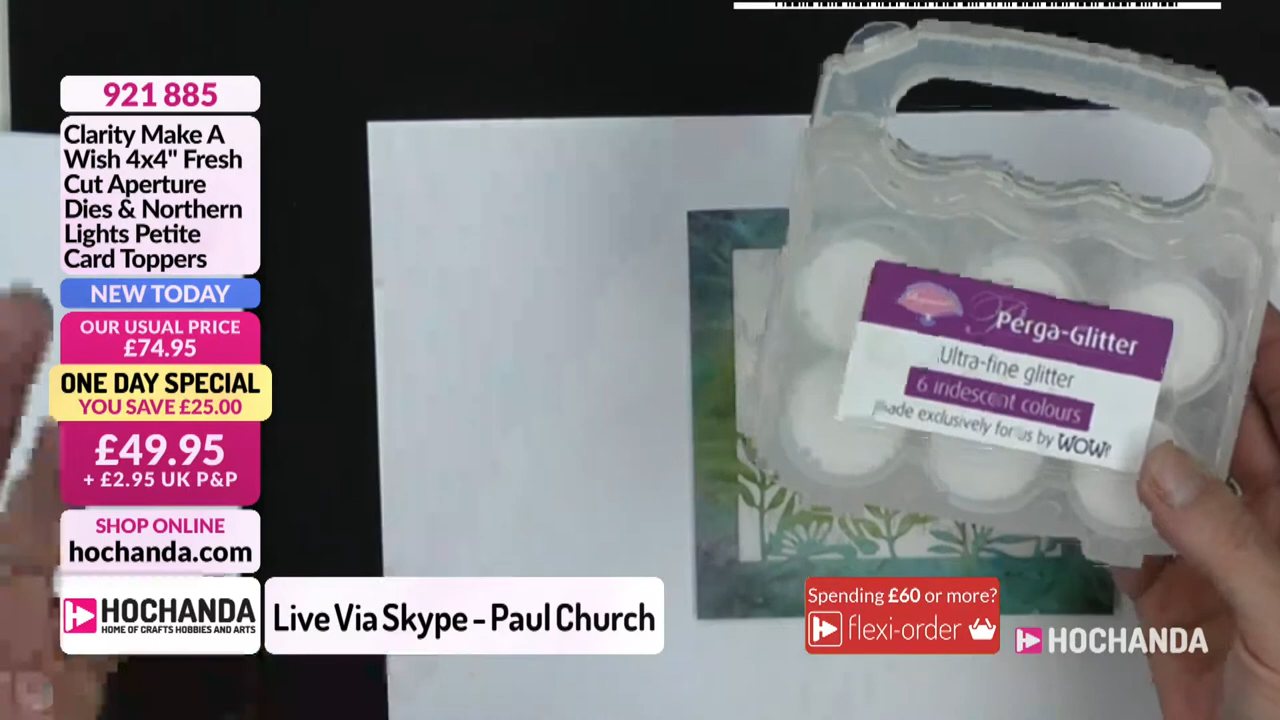 921 885
Clarity Make A
Wish 4x4" Fresh
Cut Aperture
Dies & Northern
Lights Petite
Card Toppers
NEW TODAY
OUR USUAL PRICE
£74.95
ONE DAY SPECIAL
YOU SAVE £25.00
£49.95
+ £2.95 UK P&P
SHOP ONLINE
hochanda.com
HOCHANDA
HOME OF CRAFTS HOBBIES AND ARTS
Live Via Skype - Paul Church
Perga-Glitter
Ultra-fine glitter
6 iridescent colours
made exclusively for us by WOW!
Spending £60 or more?
flexi-order
HOCHANDA